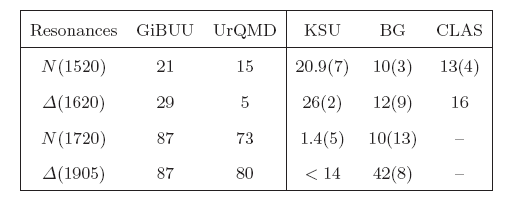 Resonances GiBUU UrQMD KSU BG CLAS
N(1520) 21 15 20.9(7) 10(3) 13(4)
Δ(1620) 29 5 26(2) 12(9) 16
N(1720) 87 73 1.4(5) 10(13) –
Δ(1905) 87 80 < 14 42(8) –